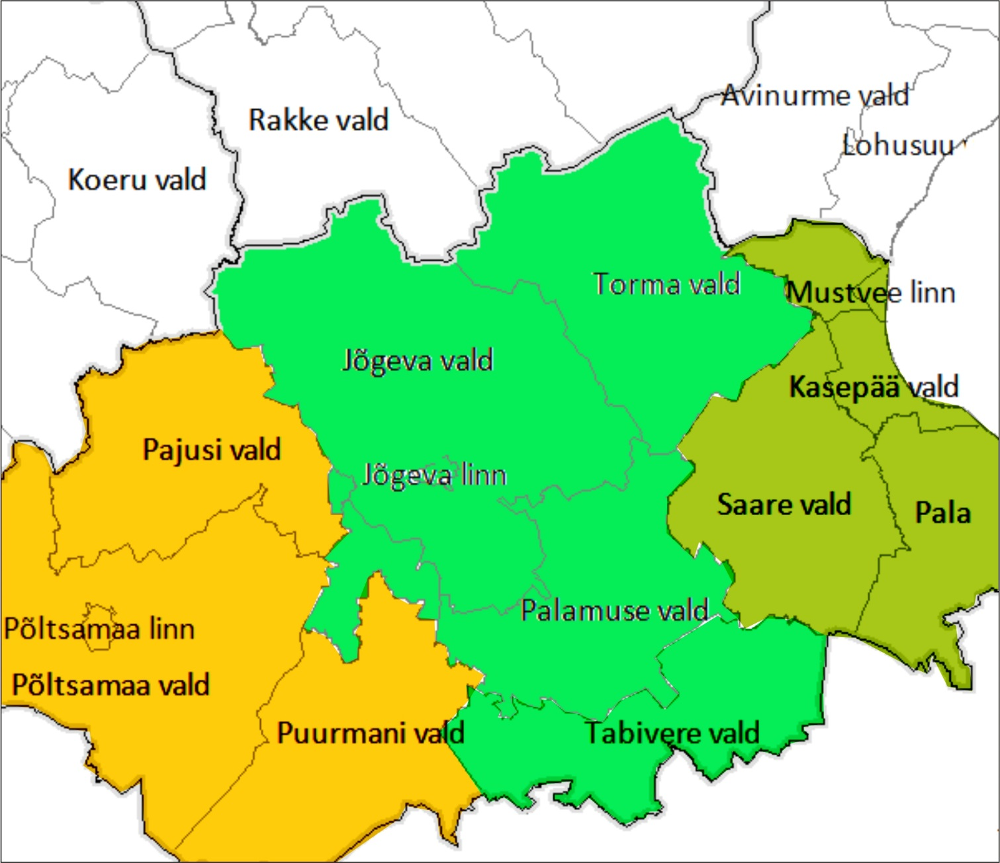 Avinurme vald
Rakke vald
Lohusuu
Koeru vald
Torma vald
Mustvee linn
Jõgeva vald
Kasepää vald
Pajusi vald
Jõgeva linn
Saare vald
Pala
Palamuse vald
Põltsamaa linn
Põltsamaa vald
Puurmani vald
Tabivere vald